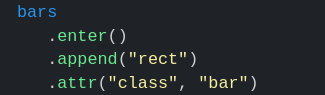 bars
.enter()
.append("rect")
.attr("class", "bar")